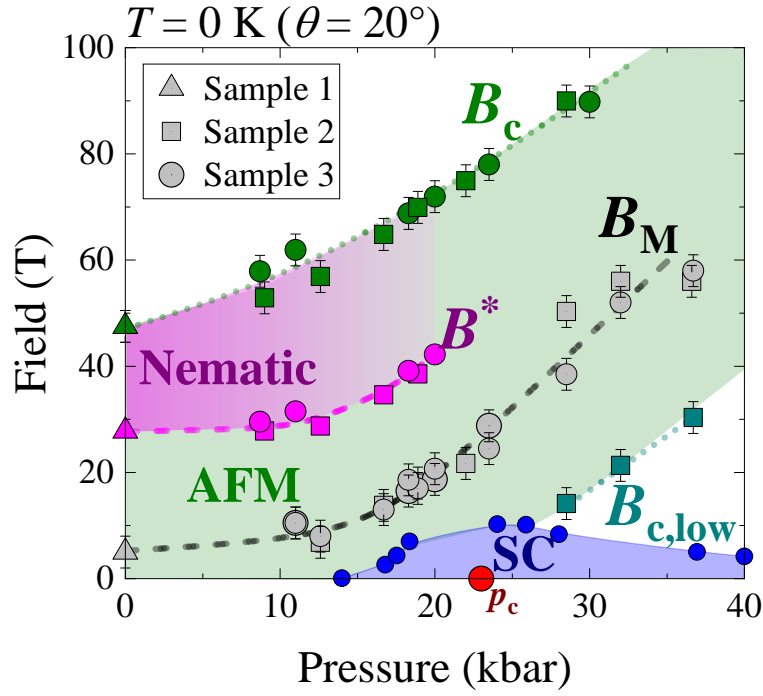 T = 0 K (θ = 20°)
100
80
60
40
20
0
Field (T)
Sample 1
Sample 2
Sample 3
B_c
B_M
B*
Nematic
AFM
B_c,low
SC
p_c
0
10
20
30
40
Pressure (kbar)